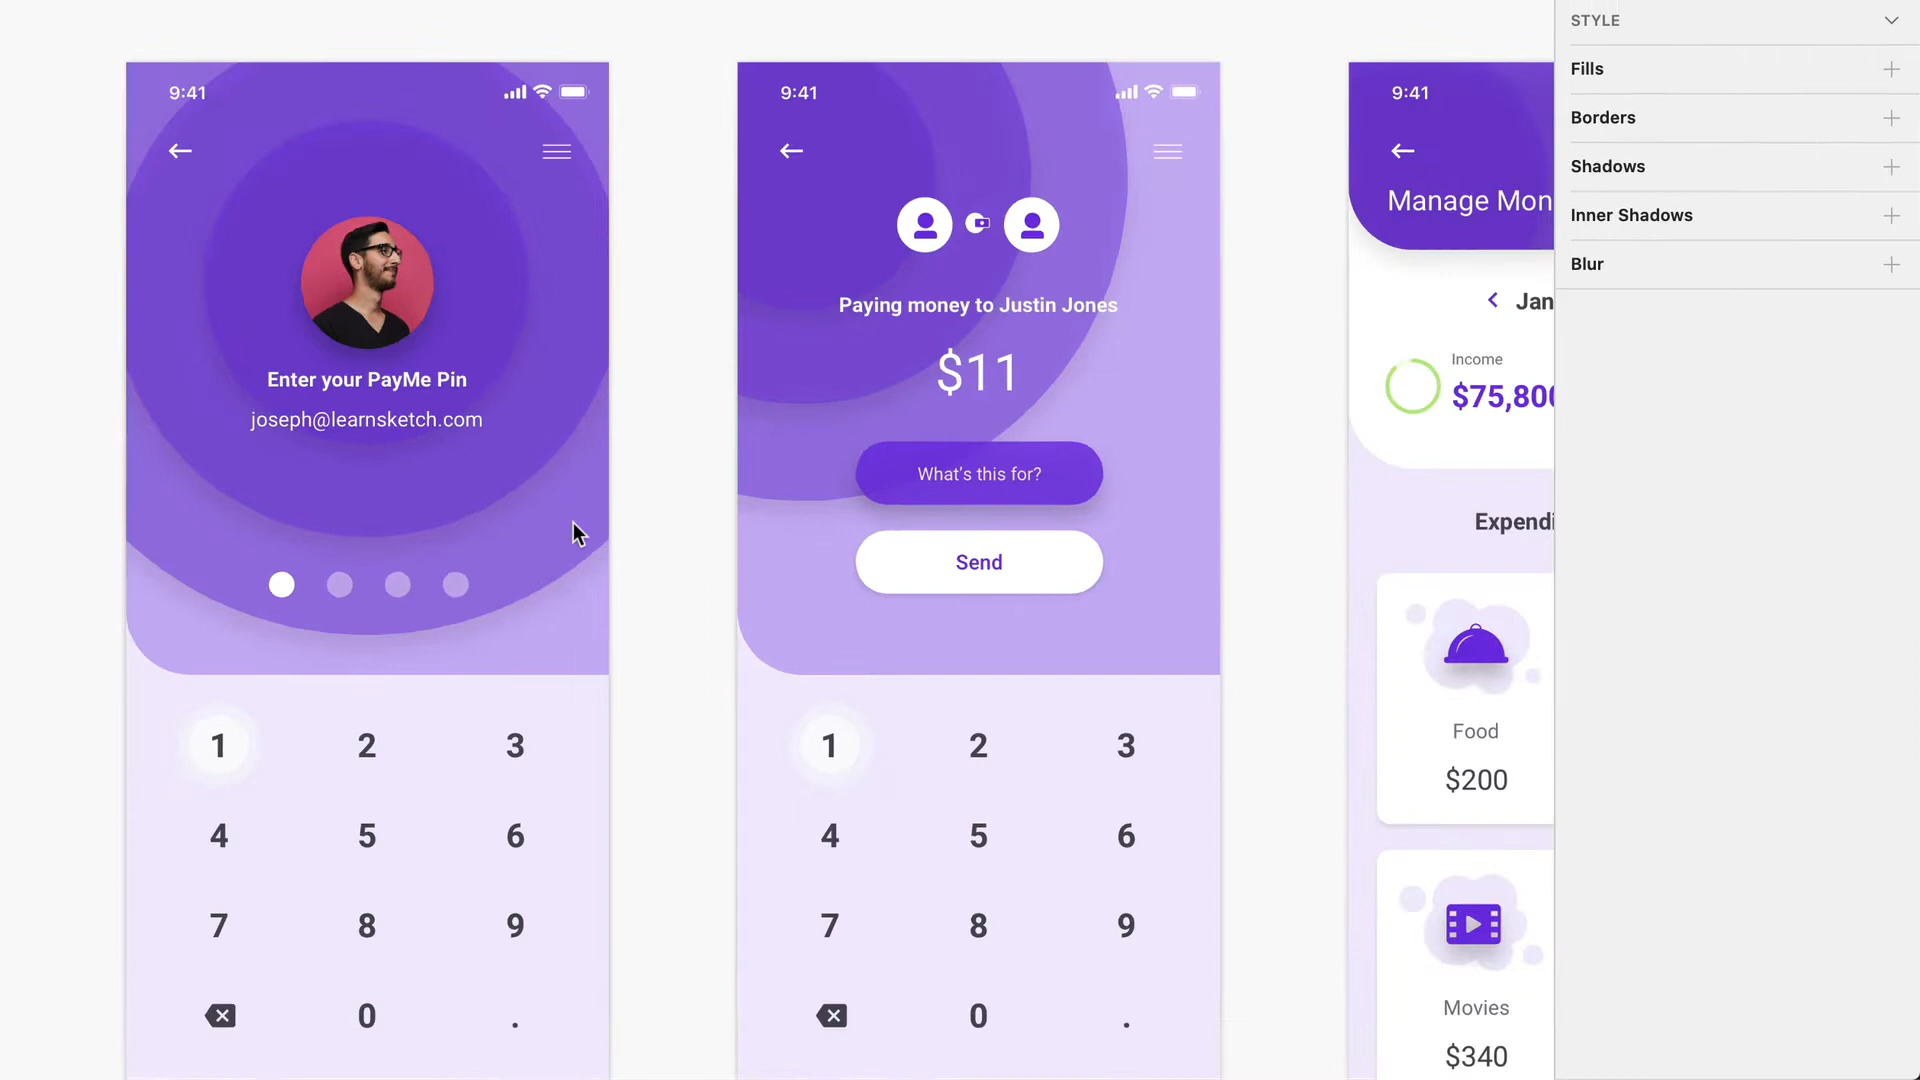 9:41
Enter your PayMe Pin
joseph@learnsketch.com
1 2 3
4 5 6
7 8 9
0 .
9:41
Paying money to Justin Jones
$11
What's this for?
Send
1 2 3
4 5 6
7 8 9
0 .
9:41
Manage Mon
Jan
Income
$75,800
Expendi
Food
$200
Movies
$340
STYLE
Fills
Borders
Shadows
Inner Shadows
Blur